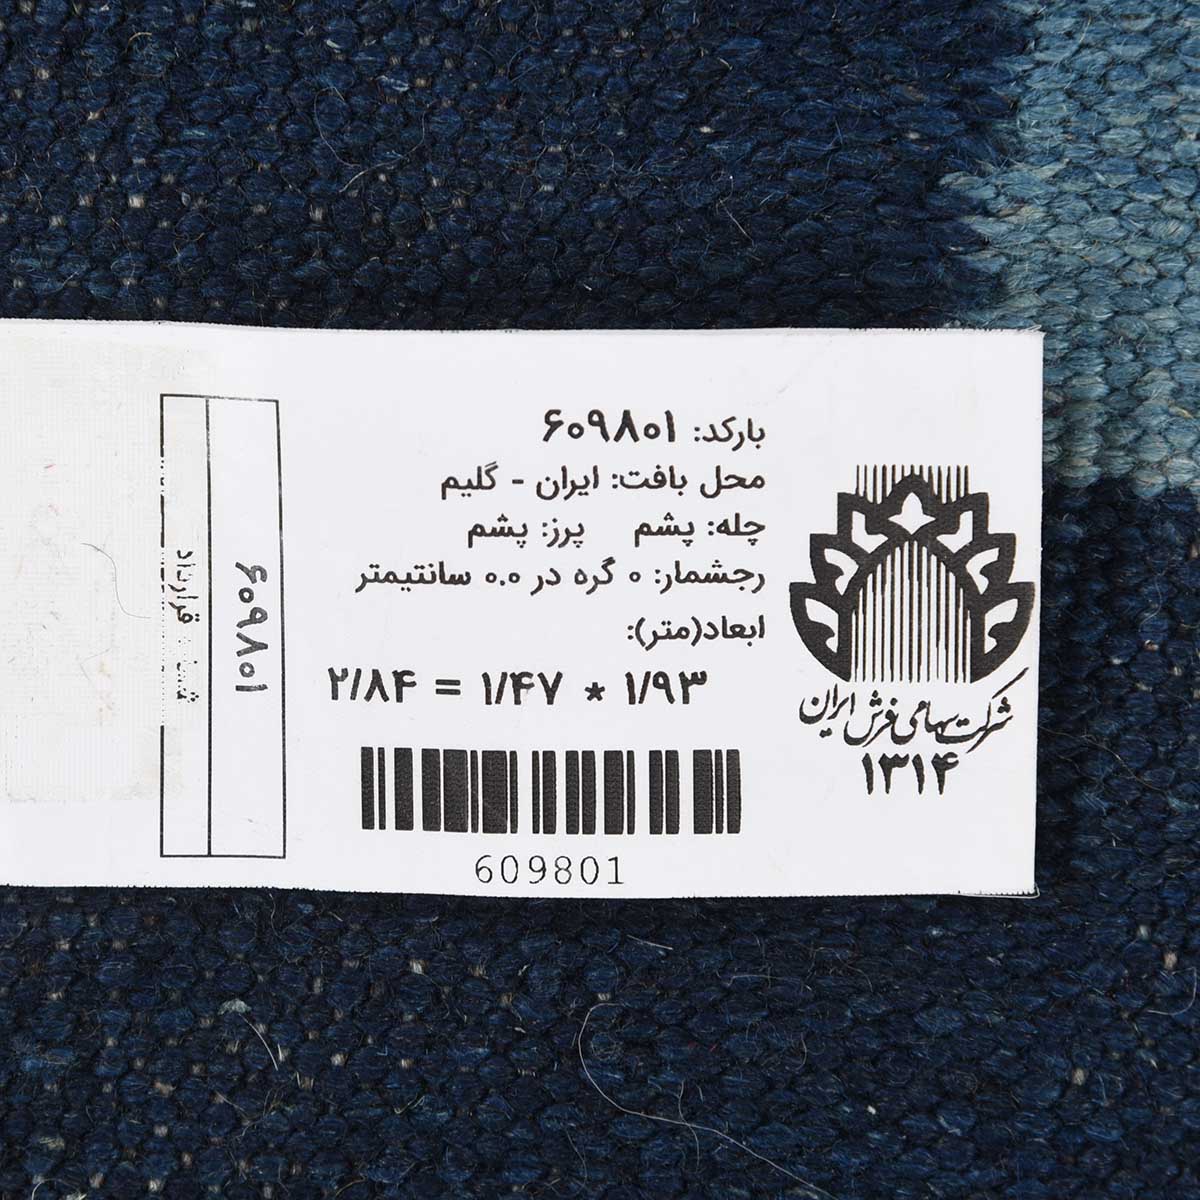 بارکد: ۶۰۹۸۰۱
محل بافت: ایران - گلیم
چله: پشم پرز: پشم
رجشمار: ۰ گره در ۰.۰ سانتیمتر
ابعاد(متر):
۲/۸۴ = ۱/۴۷ * ۱/۹۳
609801
شرکت سهامی فرش ایران
۱۳۱۴
۶۰۹۸۰۱
قرارداد